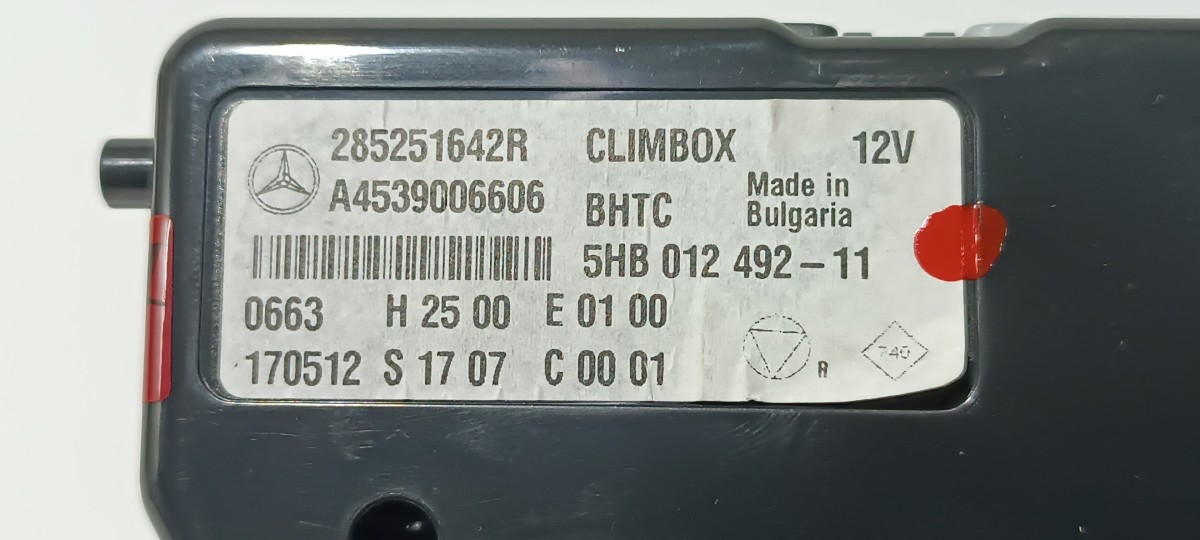 285251642R CLIMBOX 12V
A4539006606 BHTC Made in Bulgaria
5HB 012 492-11
0663 H 25 00 E 01 00
170512 S 17 07 C 00 01
R
740